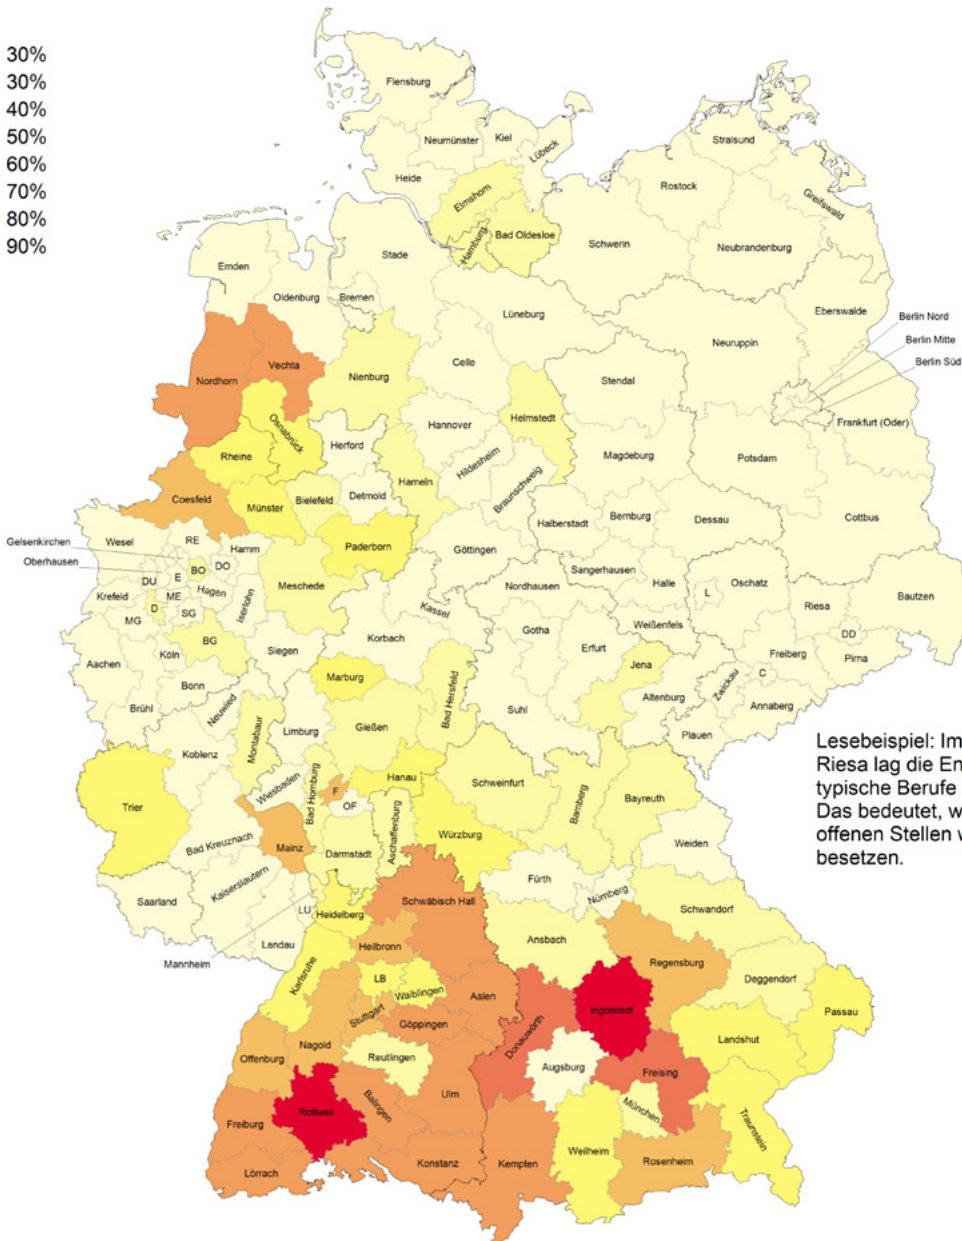 30%
30%
40%
50%
60%
70%
80%
90%
Flensburg
Neumünster
Kiel
Lübeck
Heide
Stralsund
Rostock
Greifswald
Elmshorn
Hamburg
Bad Oldesloe
Schwerin
Neubrandenburg
Emden
Oldenburg
Stade
Bremen
Lüneburg
Eberswalde
Neuruppin
Berlin Nord
Berlin Mitte
Berlin Süd
Nordhorn
Vechta
Nienburg
Celle
Stendal
Osnabrück
Rheine
Herford
Hannover
Helmstedt
Frankfurt (Oder)
Hildesheim
Braunschweig
Magdeburg
Potsdam
Coesfeld
Münster
Bielefeld
Detmold
Hameln
Halberstadt
Bernburg
Dessau
Cottbus
Gelsenkirchen
Oberhausen
Wesel
RE
Hamm
Paderborn
Göttingen
BO
DO
DU
E
Meschede
Nordhausen
Sangerhausen
Halle
L
Oschatz
Krefeld
ME
Hagen
Iserlohn
D
SG
MG
Kassel
Riesa
Bautzen
Weißenfels
DD
BG
Köln
Siegen
Korbach
Gotha
Erfurt
Freiberg
Pirna
Aachen
Bonn
Marburg
Jena
Altenburg
Zwickau
C
Annaberg
Brühl
Neuwied
Montabaur
Limburg
Gießen
Bad Hersfeld
Suhl
Plauen
Koblenz
Lesebeispiel: Im
Riesa lag die En
typische Berufe
Das bedeutet, w
offenen Stellen v
besetzen.
Trier
Wiesbaden
Bad Homburg
F
OF
Hanau
Schweinfurt
Bamberg
Bayreuth
Aschaffenburg
Würzburg
Bad Kreuznach
Mainz
Darmstadt
Weiden
Saarland
Kaiserslautern
LU
Heidelberg
Fürth
Nürnberg
Schwäbisch Hall
Schwandorf
Landau
Mannheim
Heilbronn
Ansbach
Regensburg
Karlsruhe
LB
Waiblingen
Aalen
Deggendorf
Passau
Stuttgart
Göppingen
Donauwörth
Ingolstadt
Nagold
Landshut
Offenburg
Reutlingen
Augsburg
Freising
Ulm
München
Rottweil
Balingen
Freiburg
Weilheim
Traunstein
Lörrach
Konstanz
Kempten
Rosenheim